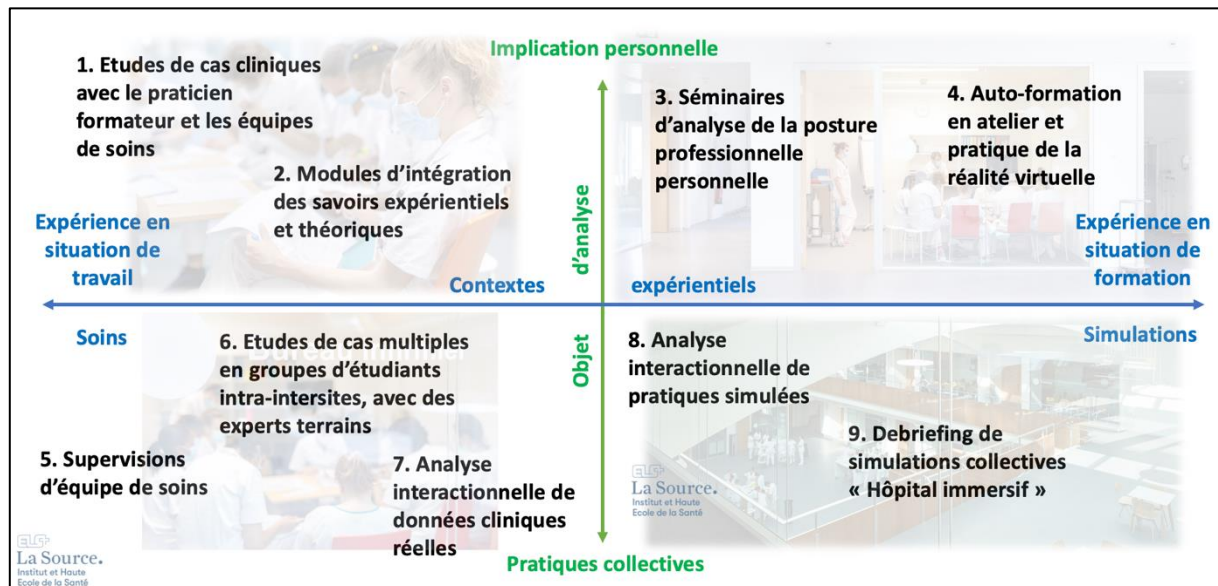 Implication personnelle
1. Etudes de cas cliniques
avec le praticien
formateur et les équipes
de soins
2. Modules d'intégration
des savoirs expérientiels
et théoriques
3. Séminaires
d'analyse de la posture
professionnelle
personnelle
4. Auto-formation
en atelier et
pratique de la
réalité virtuelle
Expérience en
situation de
travail
d'analyse
Expérience en
situation de
formation
Contextes
expérientiels
Soins
Objet
Simulations
Bureau infirmier
6. Etudes de cas multiples
en groupes d'étudiants
intra-intersites, avec des
experts terrains
8. Analyse
interactionnelle de
pratiques simulées
5. Supervisions
d'équipe de soins
7. Analyse
interactionnelle de
données cliniques
réelles
9. Debriefing de
simulations collectives
« Hôpital immersif »
La Source.
Institut et Haute
Ecole de la Santé
La Source.
Institut et Haute
Ecole de la Santé
Pratiques collectives